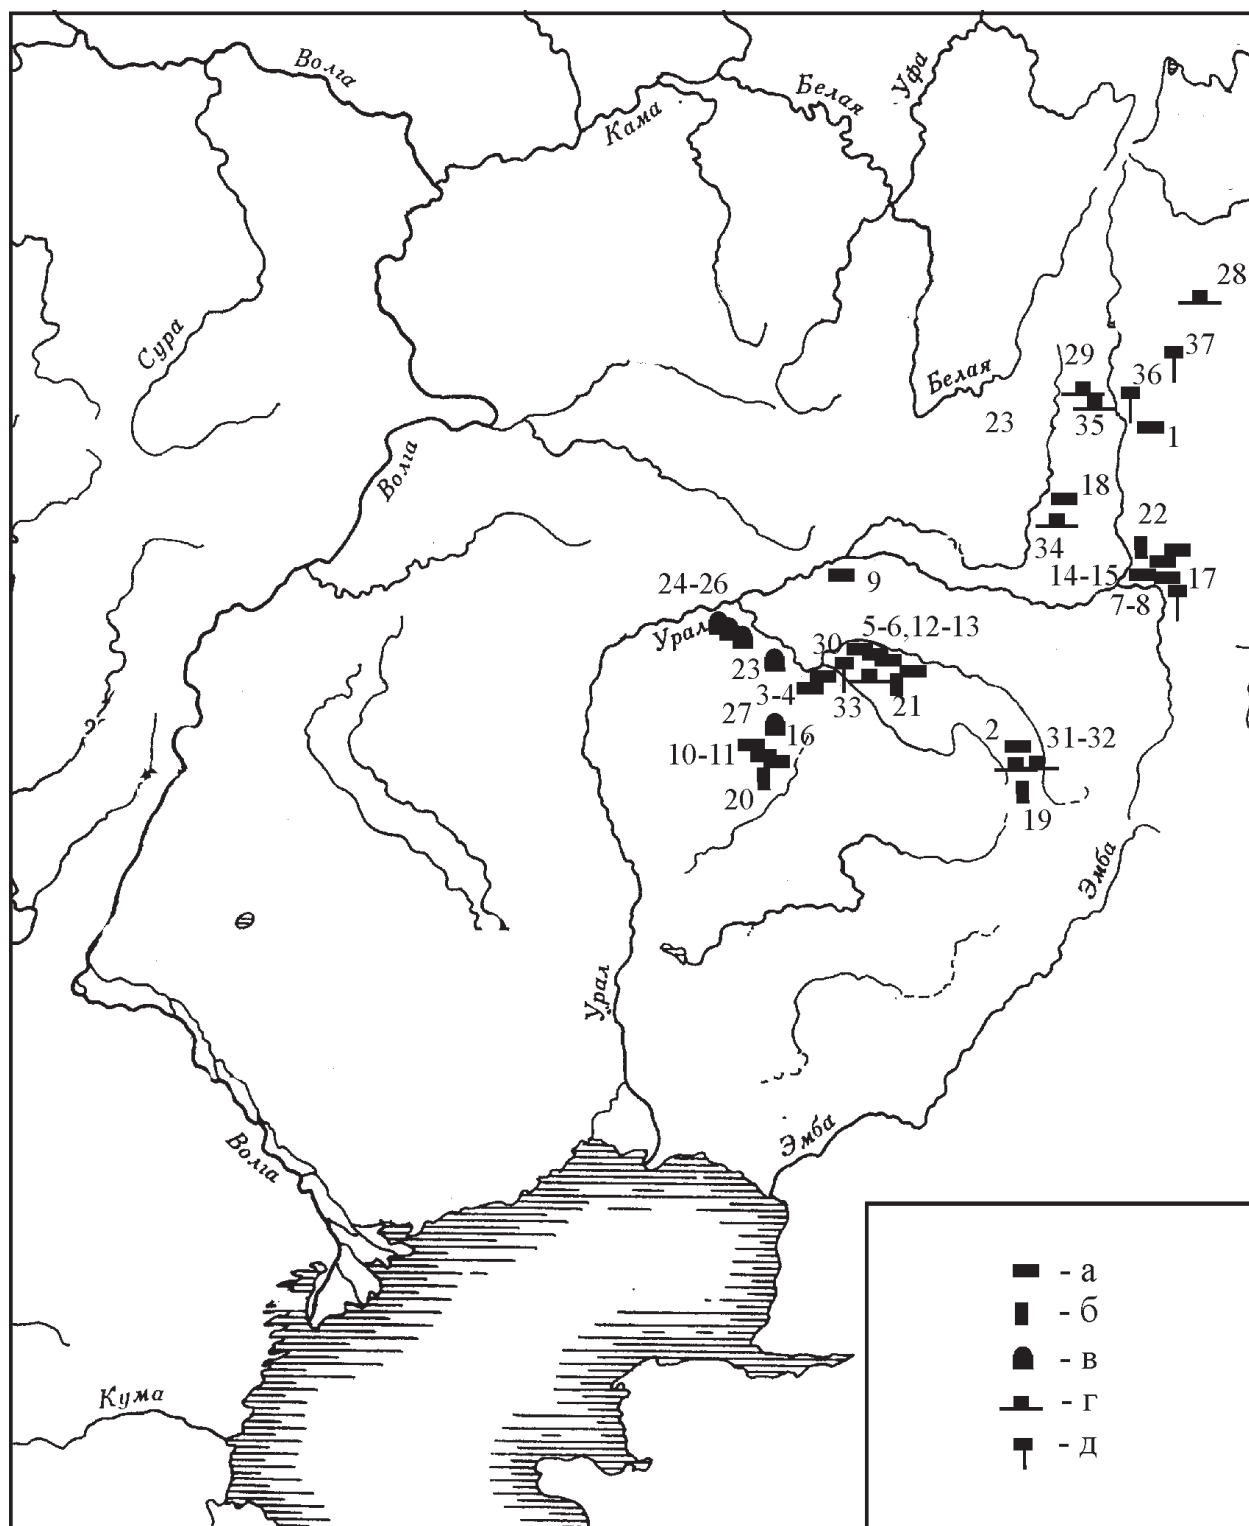 Волга
Кама
Белая
Уфа
Сура
28
37
29
36
Белая
23
35
1
Волга
18
22
34
14-15
17
7-8
9
24-26
Урал
5-6,12-13
30
23
3-4
33
21
27
16
10-11
20
2
31-32
19
Эмба
Урал
Эмба
Волга
Кума
- а
- б
- в
- г
- д